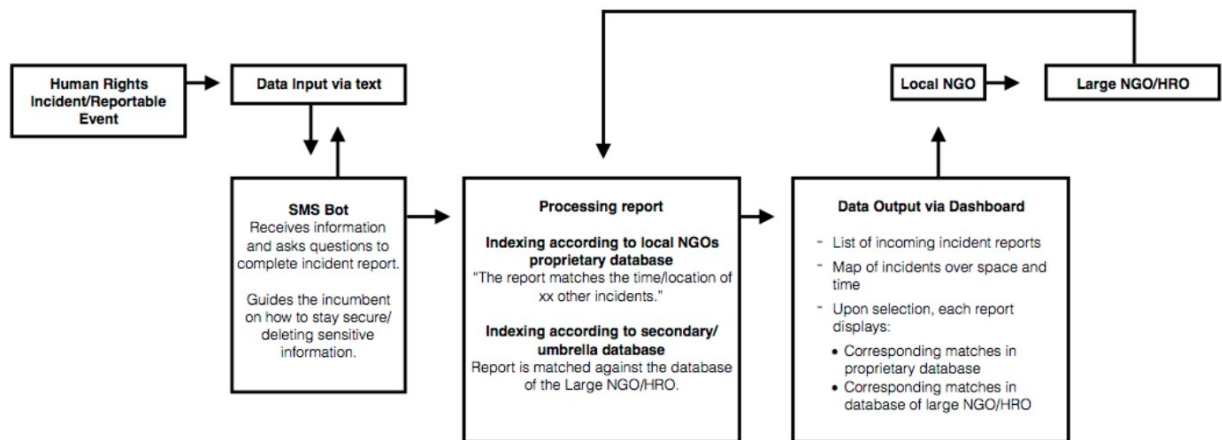 Human Rights
Incident/Reportable
Event
Data Input via text
Local NGO
Large NGO/HRO
SMS Bot
Receives information
and asks questions to
complete incident report.
Guides the incumbent
on how to stay secure/
deleting sensitive
information.
Processing report
Indexing according to local NGOs
proprietary database
"The report matches the time/location of
xx other incidents."
Indexing according to secondary/
umbrella database
Report is matched against the database
of the Large NGO/HRO.
Data Output via Dashboard
- List of incoming incident reports
- Map of incidents over space and
time
- Upon selection, each report
displays:
• Corresponding matches in
proprietary database
• Corresponding matches in
database of large NGO/HRO